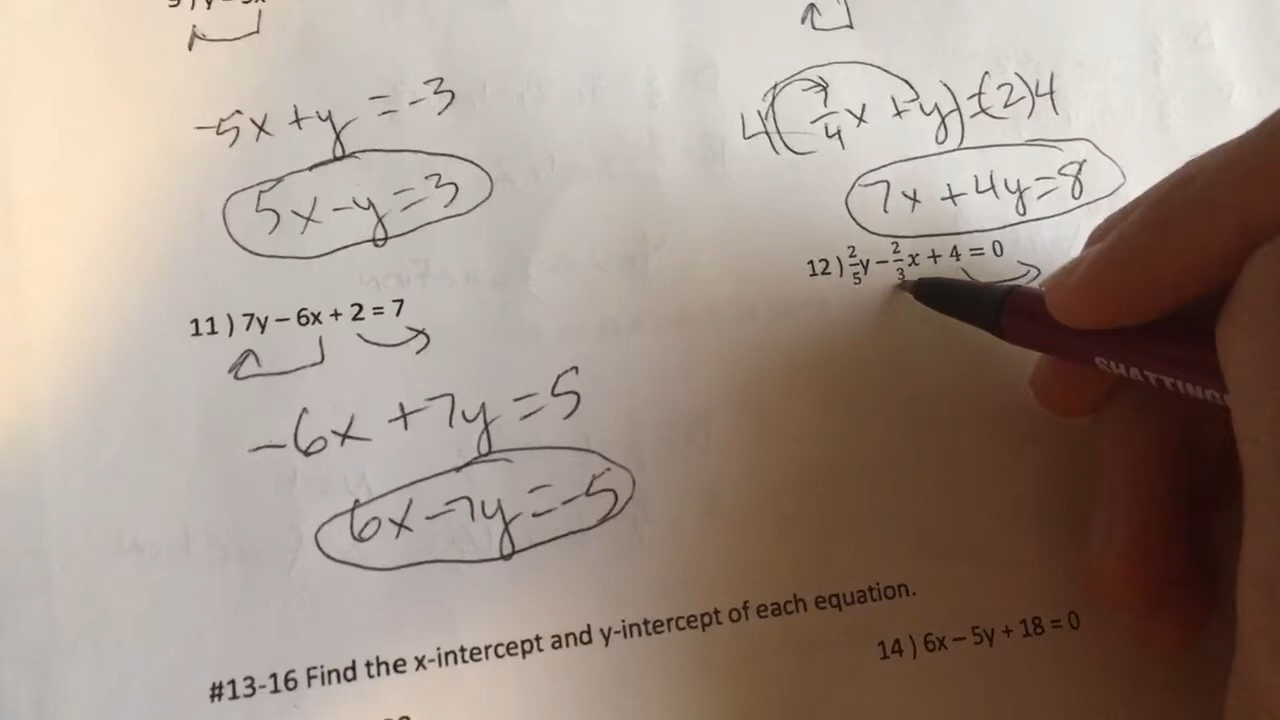 -5x + y = -3
5x - y = 3
4(7/4x + y) = (2)4
7x + 4y = 8
11 ) 7y – 6x + 2 = 7
-6x + 7y = 5
6x - 7y = -5
12 ) 2/5y – 2/3x + 4 = 0
#13-16 Find the x-intercept and y-intercept of each equation.
14 ) 6x – 5y + 18 = 0